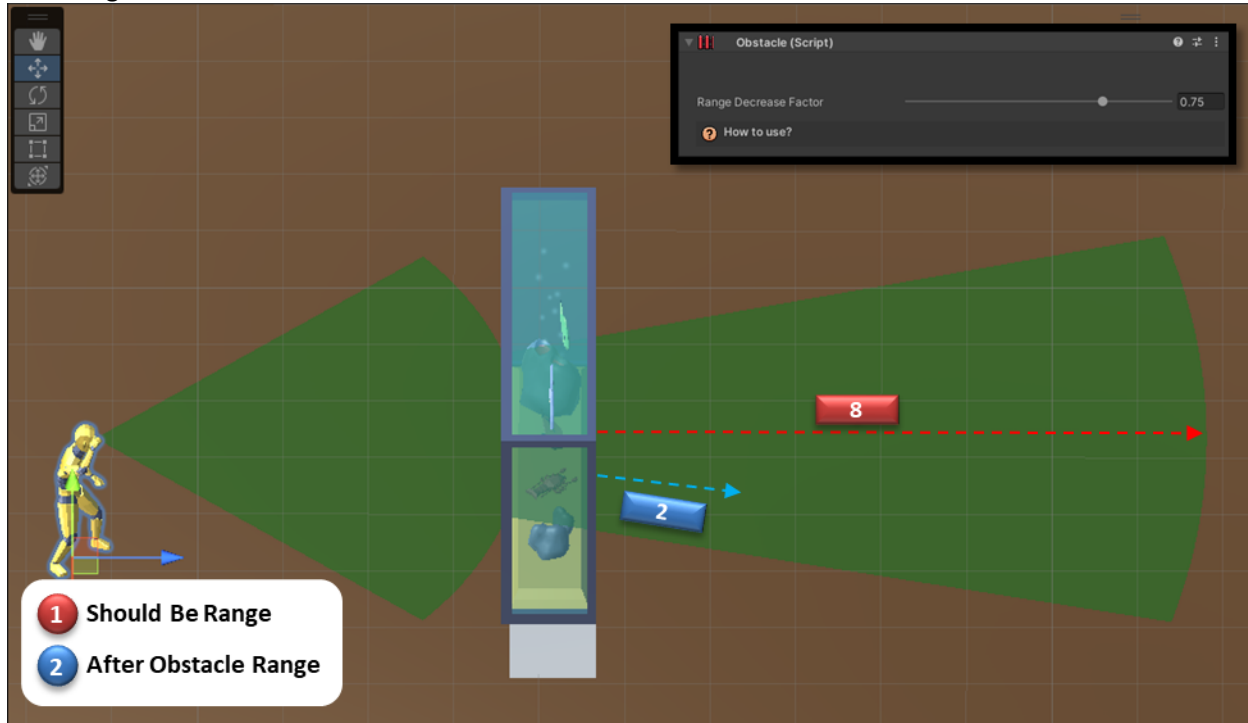 Obstacle (Script)
Range Decrease Factor
0.75
How to use?
8
2
1 Should Be Range
2 After Obstacle Range